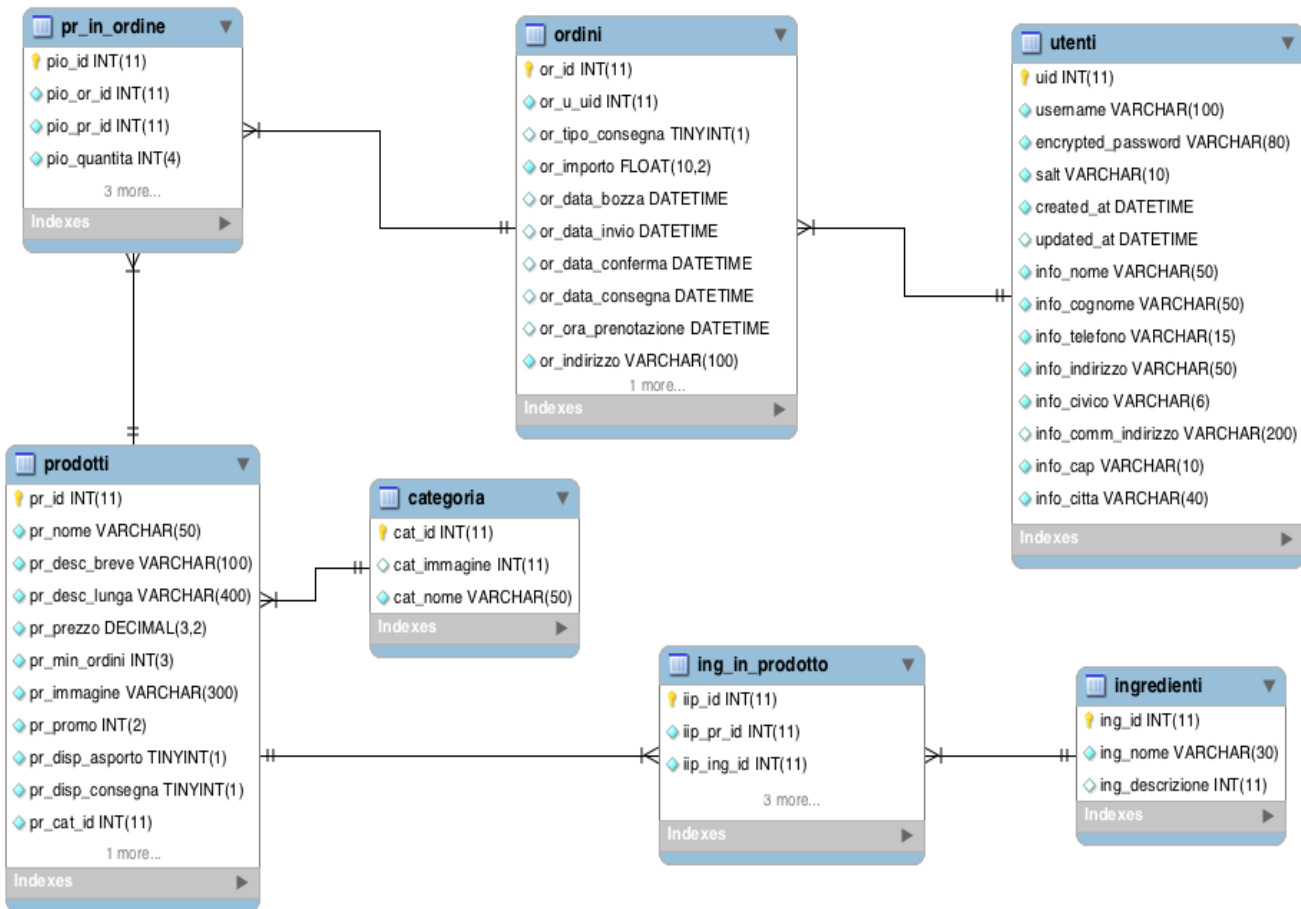 pr_in_ordine
pio_id INT(11)
pio_or_id INT(11)
pio_pr_id INT(11)
pio_quantita INT(4)
3 more...
Indexes
ordini
or_id INT(11)
or_u_uid INT(11)
or_tipo_consegna TINYINT(1)
or_importo FLOAT(10,2)
or_data_bozza DATETIME
or_data_invio DATETIME
or_data_conferma DATETIME
or_data_consegna DATETIME
or_ora_prenotazione DATETIME
or_indirizzo VARCHAR(100)
1 more...
Indexes
utenti
uid INT(11)
username VARCHAR(100)
encrypted_password VARCHAR(80)
salt VARCHAR(10)
created_at DATETIME
updated_at DATETIME
info_nome VARCHAR(50)
info_cognome VARCHAR(50)
info_telefono VARCHAR(15)
info_indirizzo VARCHAR(50)
info_civico VARCHAR(6)
info_comm_indirizzo VARCHAR(200)
info_cap VARCHAR(10)
info_citta VARCHAR(40)
Indexes
prodotti
pr_id INT(11)
pr_nome VARCHAR(50)
pr_desc_breve VARCHAR(100)
pr_desc_lunga VARCHAR(400)
pr_prezzo DECIMAL(3,2)
pr_min_ordini INT(3)
pr_immagine VARCHAR(300)
pr_promo INT(2)
pr_disp_asporto TINYINT(1)
pr_disp_consegna TINYINT(1)
pr_cat_id INT(11)
1 more...
Indexes
categoria
cat_id INT(11)
cat_immagine INT(11)
cat_nome VARCHAR(50)
Indexes
ing_in_prodotto
iip_id INT(11)
iip_pr_id INT(11)
iip_ing_id INT(11)
3 more...
Indexes
ingredienti
ing_id INT(11)
ing_nome VARCHAR(30)
ing_descrizione INT(11)
Indexes